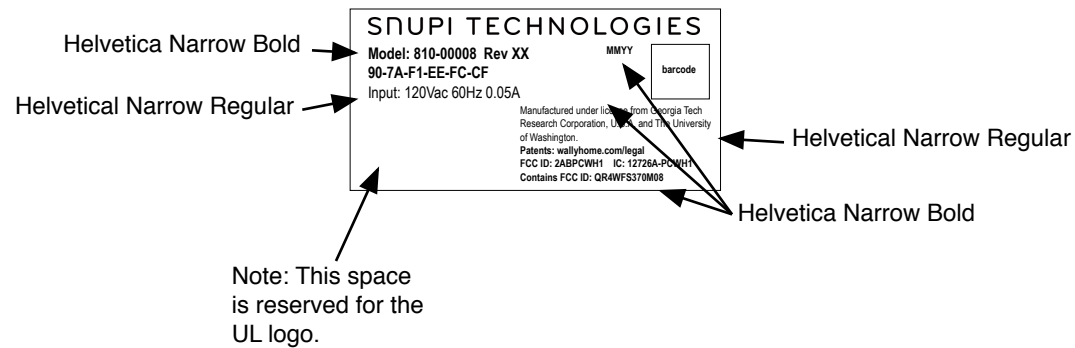 SNUPI TECHNOLOGIES
Helvetica Narrow Bold
Model: 810-00008 Rev XX
MMYY
barcode
90-7A-F1-EE-FC-CF
Helvetical Narrow Regular
Input: 120Vac 60Hz 0.05A
Manufactured under license from Georgia Tech
Research Corporation, U.S.A. and The University
of Washington.
Helvetical Narrow Regular
Patents: wallyhome.com/legal
FCC ID: 2ABPCWH1 IC: 12726A-PCWH1
Contains FCC ID: QR4WFS370M08
Helvetica Narrow Bold
Note: This space
is reserved for the
UL logo.